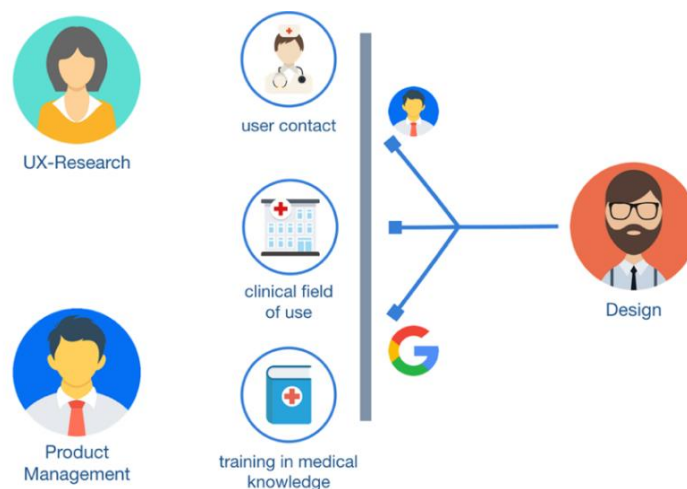 UX-Research
user contact
clinical field
of use
Design
Product
Management
training in medical
knowledge